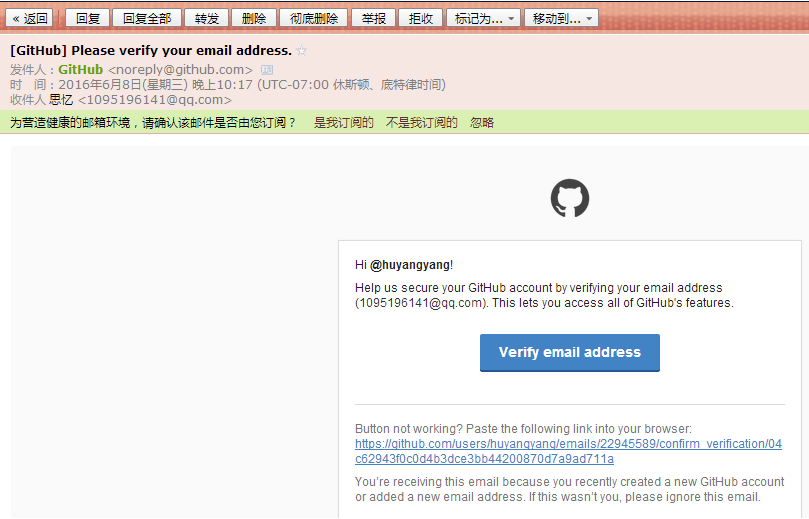 « 返回 回复 回复全部 转发 删除 彻底删除 举报 拒收 标记为... 移动到...
[GitHub] Please verify your email address.
发件人：GitHub <noreply@github.com>
时 间：2016年6月8日(星期三) 晚上10:17 (UTC-07:00 休斯顿、底特律时间)
收件人 思忆 <1095196141@qq.com>
为营造健康的邮箱环境，请确认该邮件是否由您订阅？ 是我订阅的 不是我订阅的 忽略
Hi @huyangyang!
Help us secure your GitHub account by verifying your email address
(1095196141@qq.com). This lets you access all of GitHub's features.
Verify email address
Button not working? Paste the following link into your browser:
https://github.com/users/huyangyang/emails/22945589/confirm_verification/04
c62943f0c0d4b3dce3bb44200870d7a9ad711a
You're receiving this email because you recently created a new GitHub account
or added a new email address. If this wasn't you, please ignore this email.